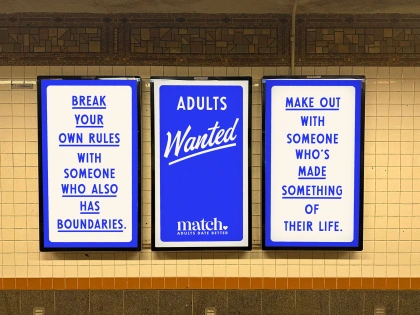 BREAK
YOUR
OWN RULES
WITH
SOMEONE
WHO ALSO
HAS
BOUNDARIES.
ADULTS
Wanted
match
ADULTS DATE BETTER
MAKE OUT
WITH
SOMEONE
WHO'S
MADE
SOMETHING
OF
THEIR LIFE.